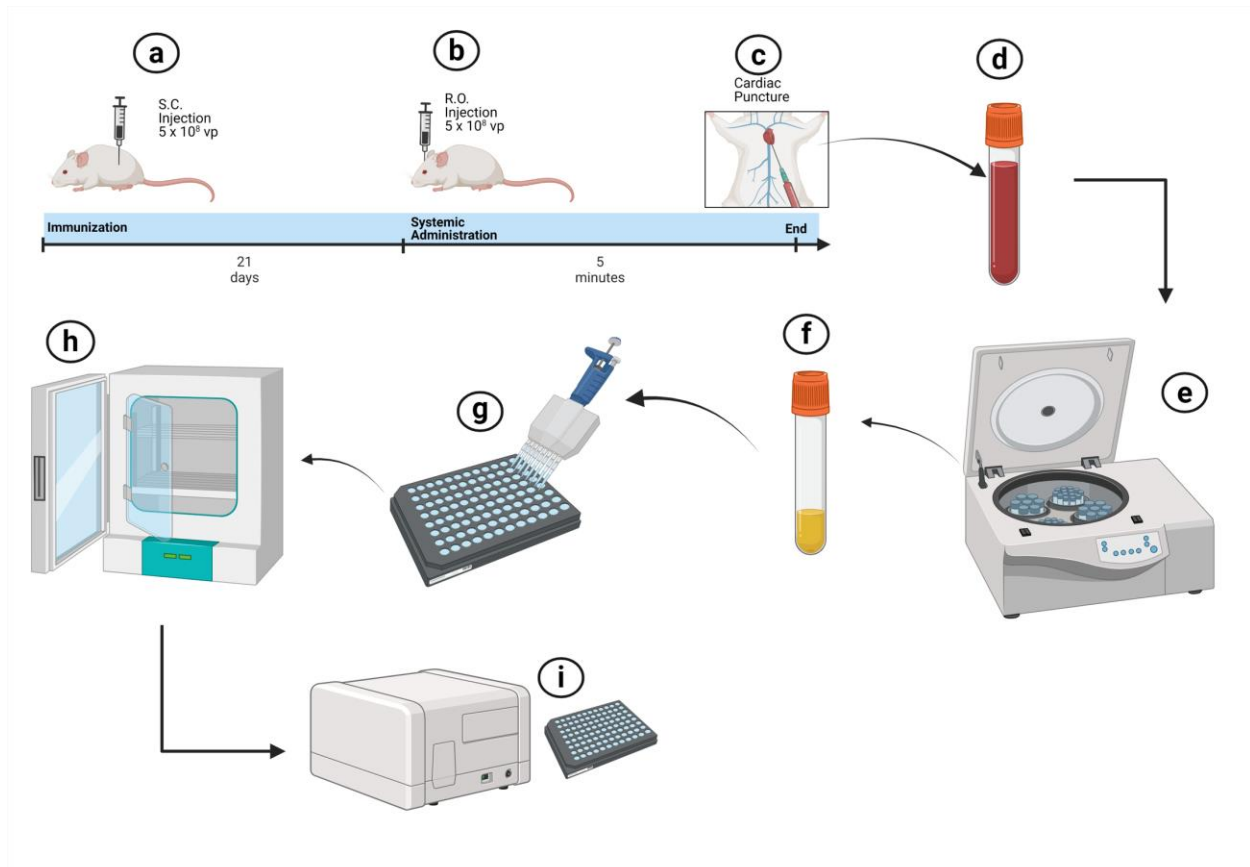 a
S.C.
Injection
5 x 10⁸ vp
b
R.O.
Injection
5 x 10⁸ vp
c
Cardiac
Puncture
d
Immunization
Systemic
Administration
End
21
days
5
minutes
h
g
f
e
i